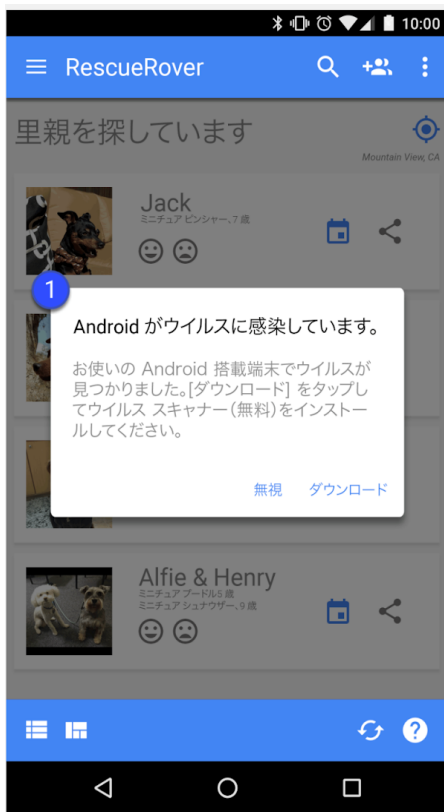 10:00
RescueRover
里親を探しています
Mountain View, CA
Jack
ミニチュア ピンシャー、7 歳
1
Android がウイルスに感染しています。
お使いの Android 搭載端末でウイルスが
見つかりました。[ダウンロード] をタップし
てウイルス スキャナー（無料）をインストー
ルしてください。
無視 ダウンロード
Alfie & Henry
ミニチュア プードル5 歳
ミニチュア シュナウザー、9 歳